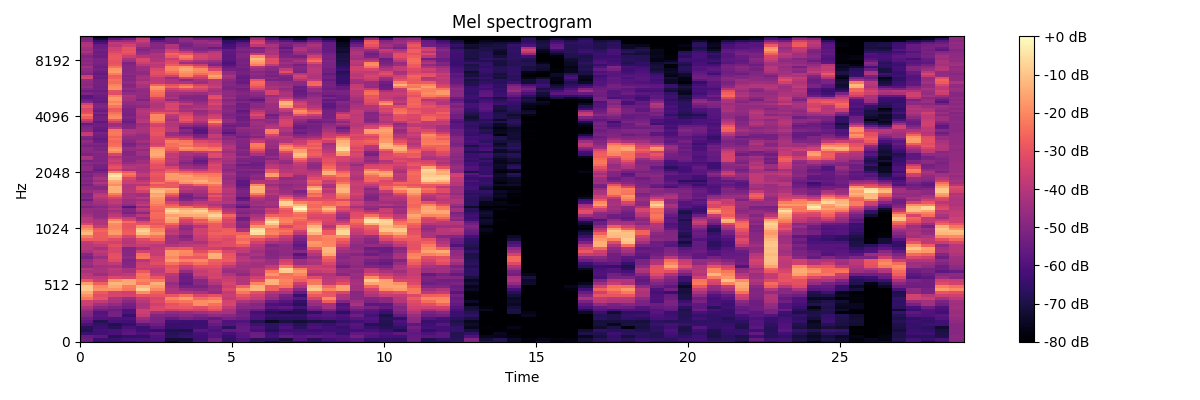 Mel spectrogram
8192
4096
2048
1024
512
0
Hz
0 5 10 15 20 25
Time
+0 dB
-10 dB
-20 dB
-30 dB
-40 dB
-50 dB
-60 dB
-70 dB
-80 dB